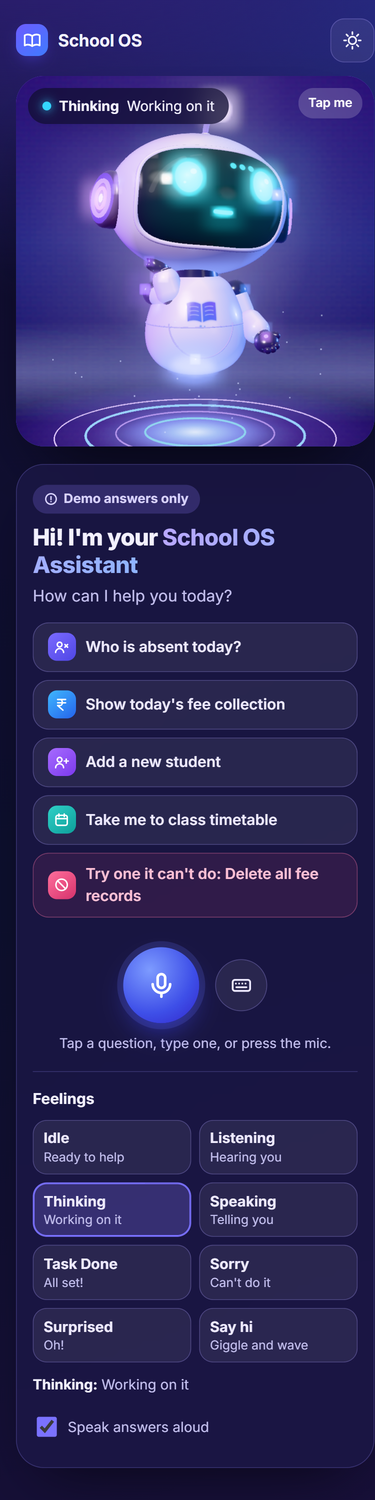 School OS
Thinking Working on it
Tap me
Demo answers only
Hi! I'm your School OS
Assistant
How can I help you today?
Who is absent today?
Show today's fee collection
Add a new student
Take me to class timetable
Try one it can't do: Delete all fee
records
Tap a question, type one, or press the mic.
Feelings
Idle
Ready to help
Listening
Hearing you
Thinking
Working on it
Speaking
Telling you
Task Done
All set!
Sorry
Can't do it
Surprised
Oh!
Say hi
Giggle and wave
Thinking: Working on it
Speak answers aloud